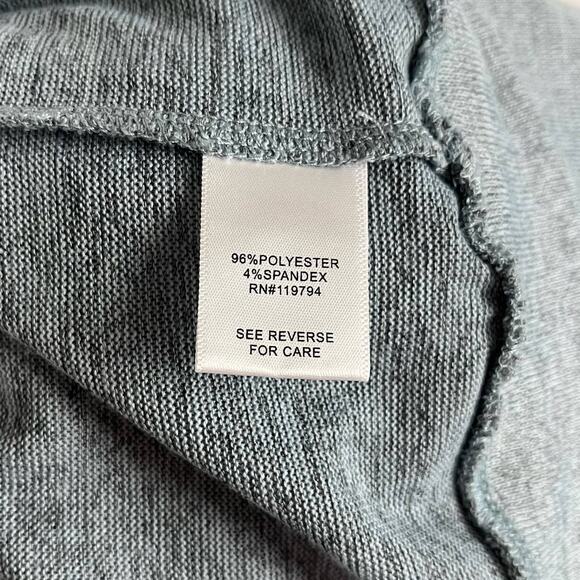 96%POLYESTER
4%SPANDEX
RN#119794
SEE REVERSE
FOR CARE